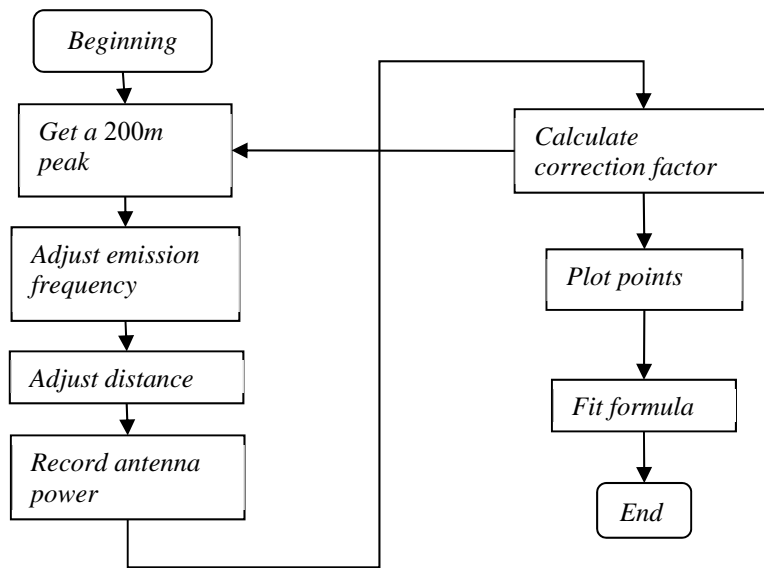 Beginning
Get a 200m
peak
Adjust emission
frequency
Adjust distance
Record antenna
power
Calculate
correction factor
Plot points
Fit formula
End